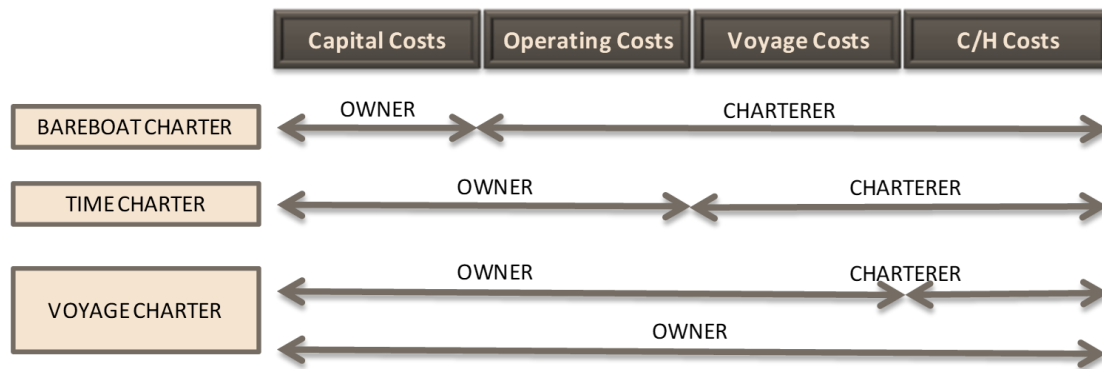 Capital Costs Operating Costs Voyage Costs C/H Costs
OWNER CHARTERER
BAREBOAT CHARTER
OWNER CHARTERER
TIME CHARTER
OWNER CHARTERER
VOYAGE CHARTER
OWNER